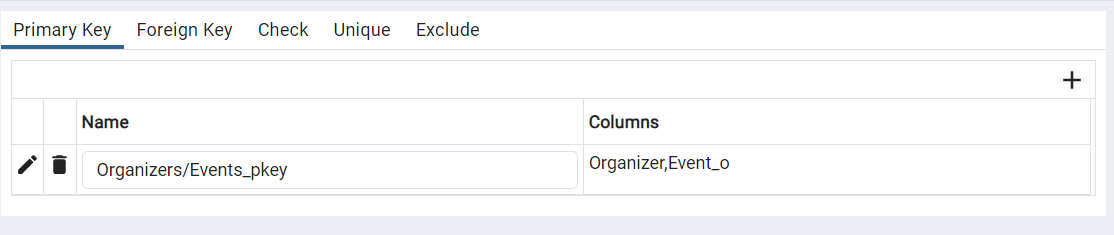 Primary Key Foreign Key Check Unique Exclude
Name Columns
Organizers/Events_pkey Organizer,Event_o